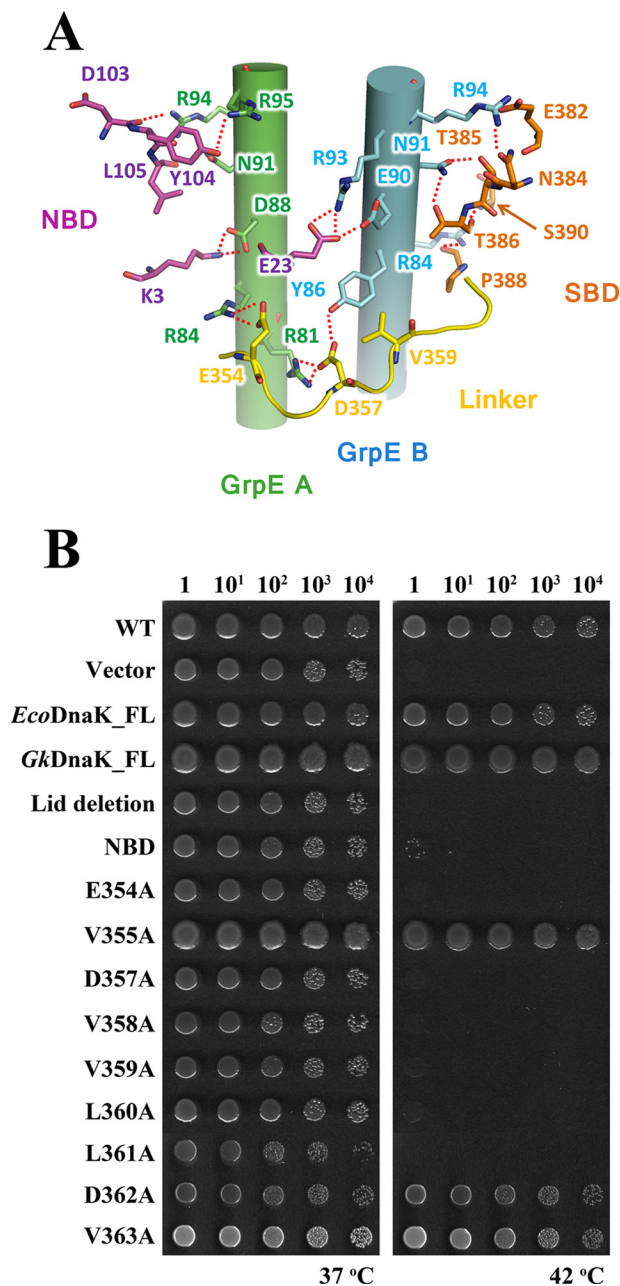 A
D103
R94
R95
R94
E382
N91
T385
R93
L105
Y104
N91
E90
N384
NBD
D88
S390
T386
E23
R84
K3
Y86
P388
SBD
R84
R81
V359
E354
D357
Linker
GrpE B
GrpE A
B
1 10¹ 10² 10³ 10⁴ 1 10¹ 10² 10³ 10⁴
WT
Vector
EcoDnaK_FL
GkDnaK_FL
Lid deletion
NBD
E354A
V355A
D357A
V358A
V359A
L360A
L361A
D362A
V363A
37 ºC 42 ºC